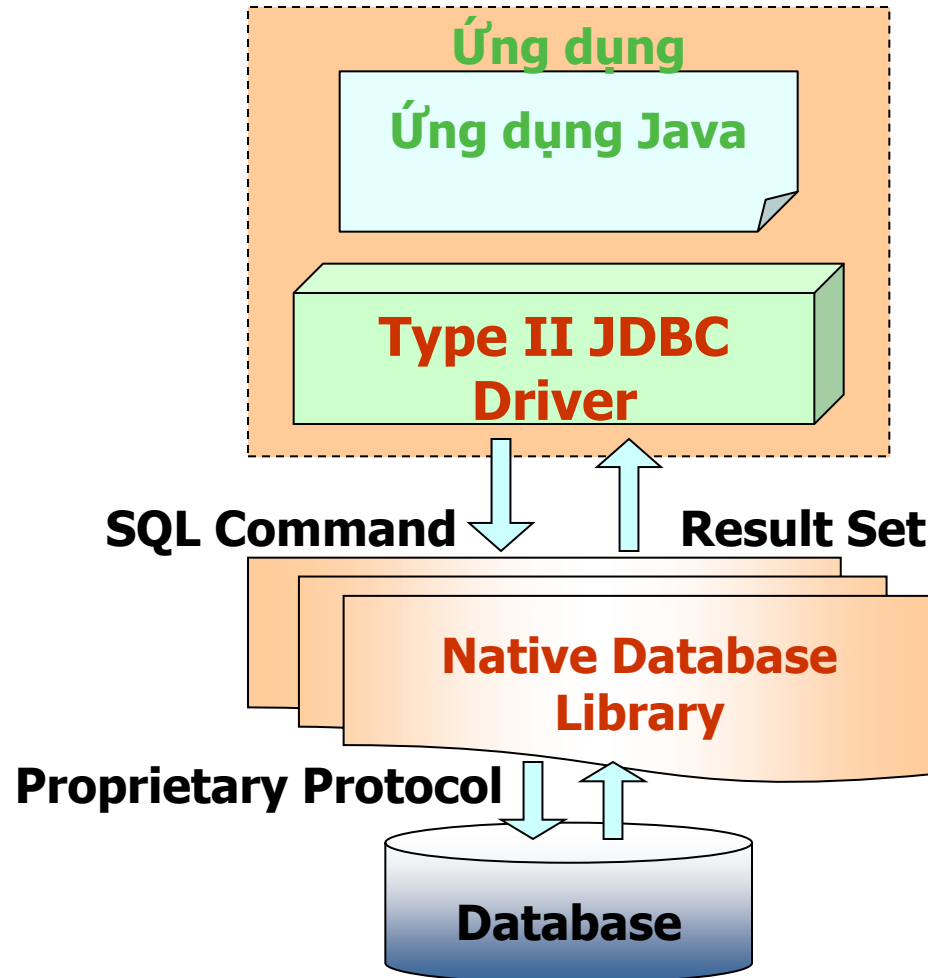 Ứng dụng
Ứng dụng Java
Type II JDBC
Driver
SQL Command
Result Set
Native Database
Library
Proprietary Protocol
Database